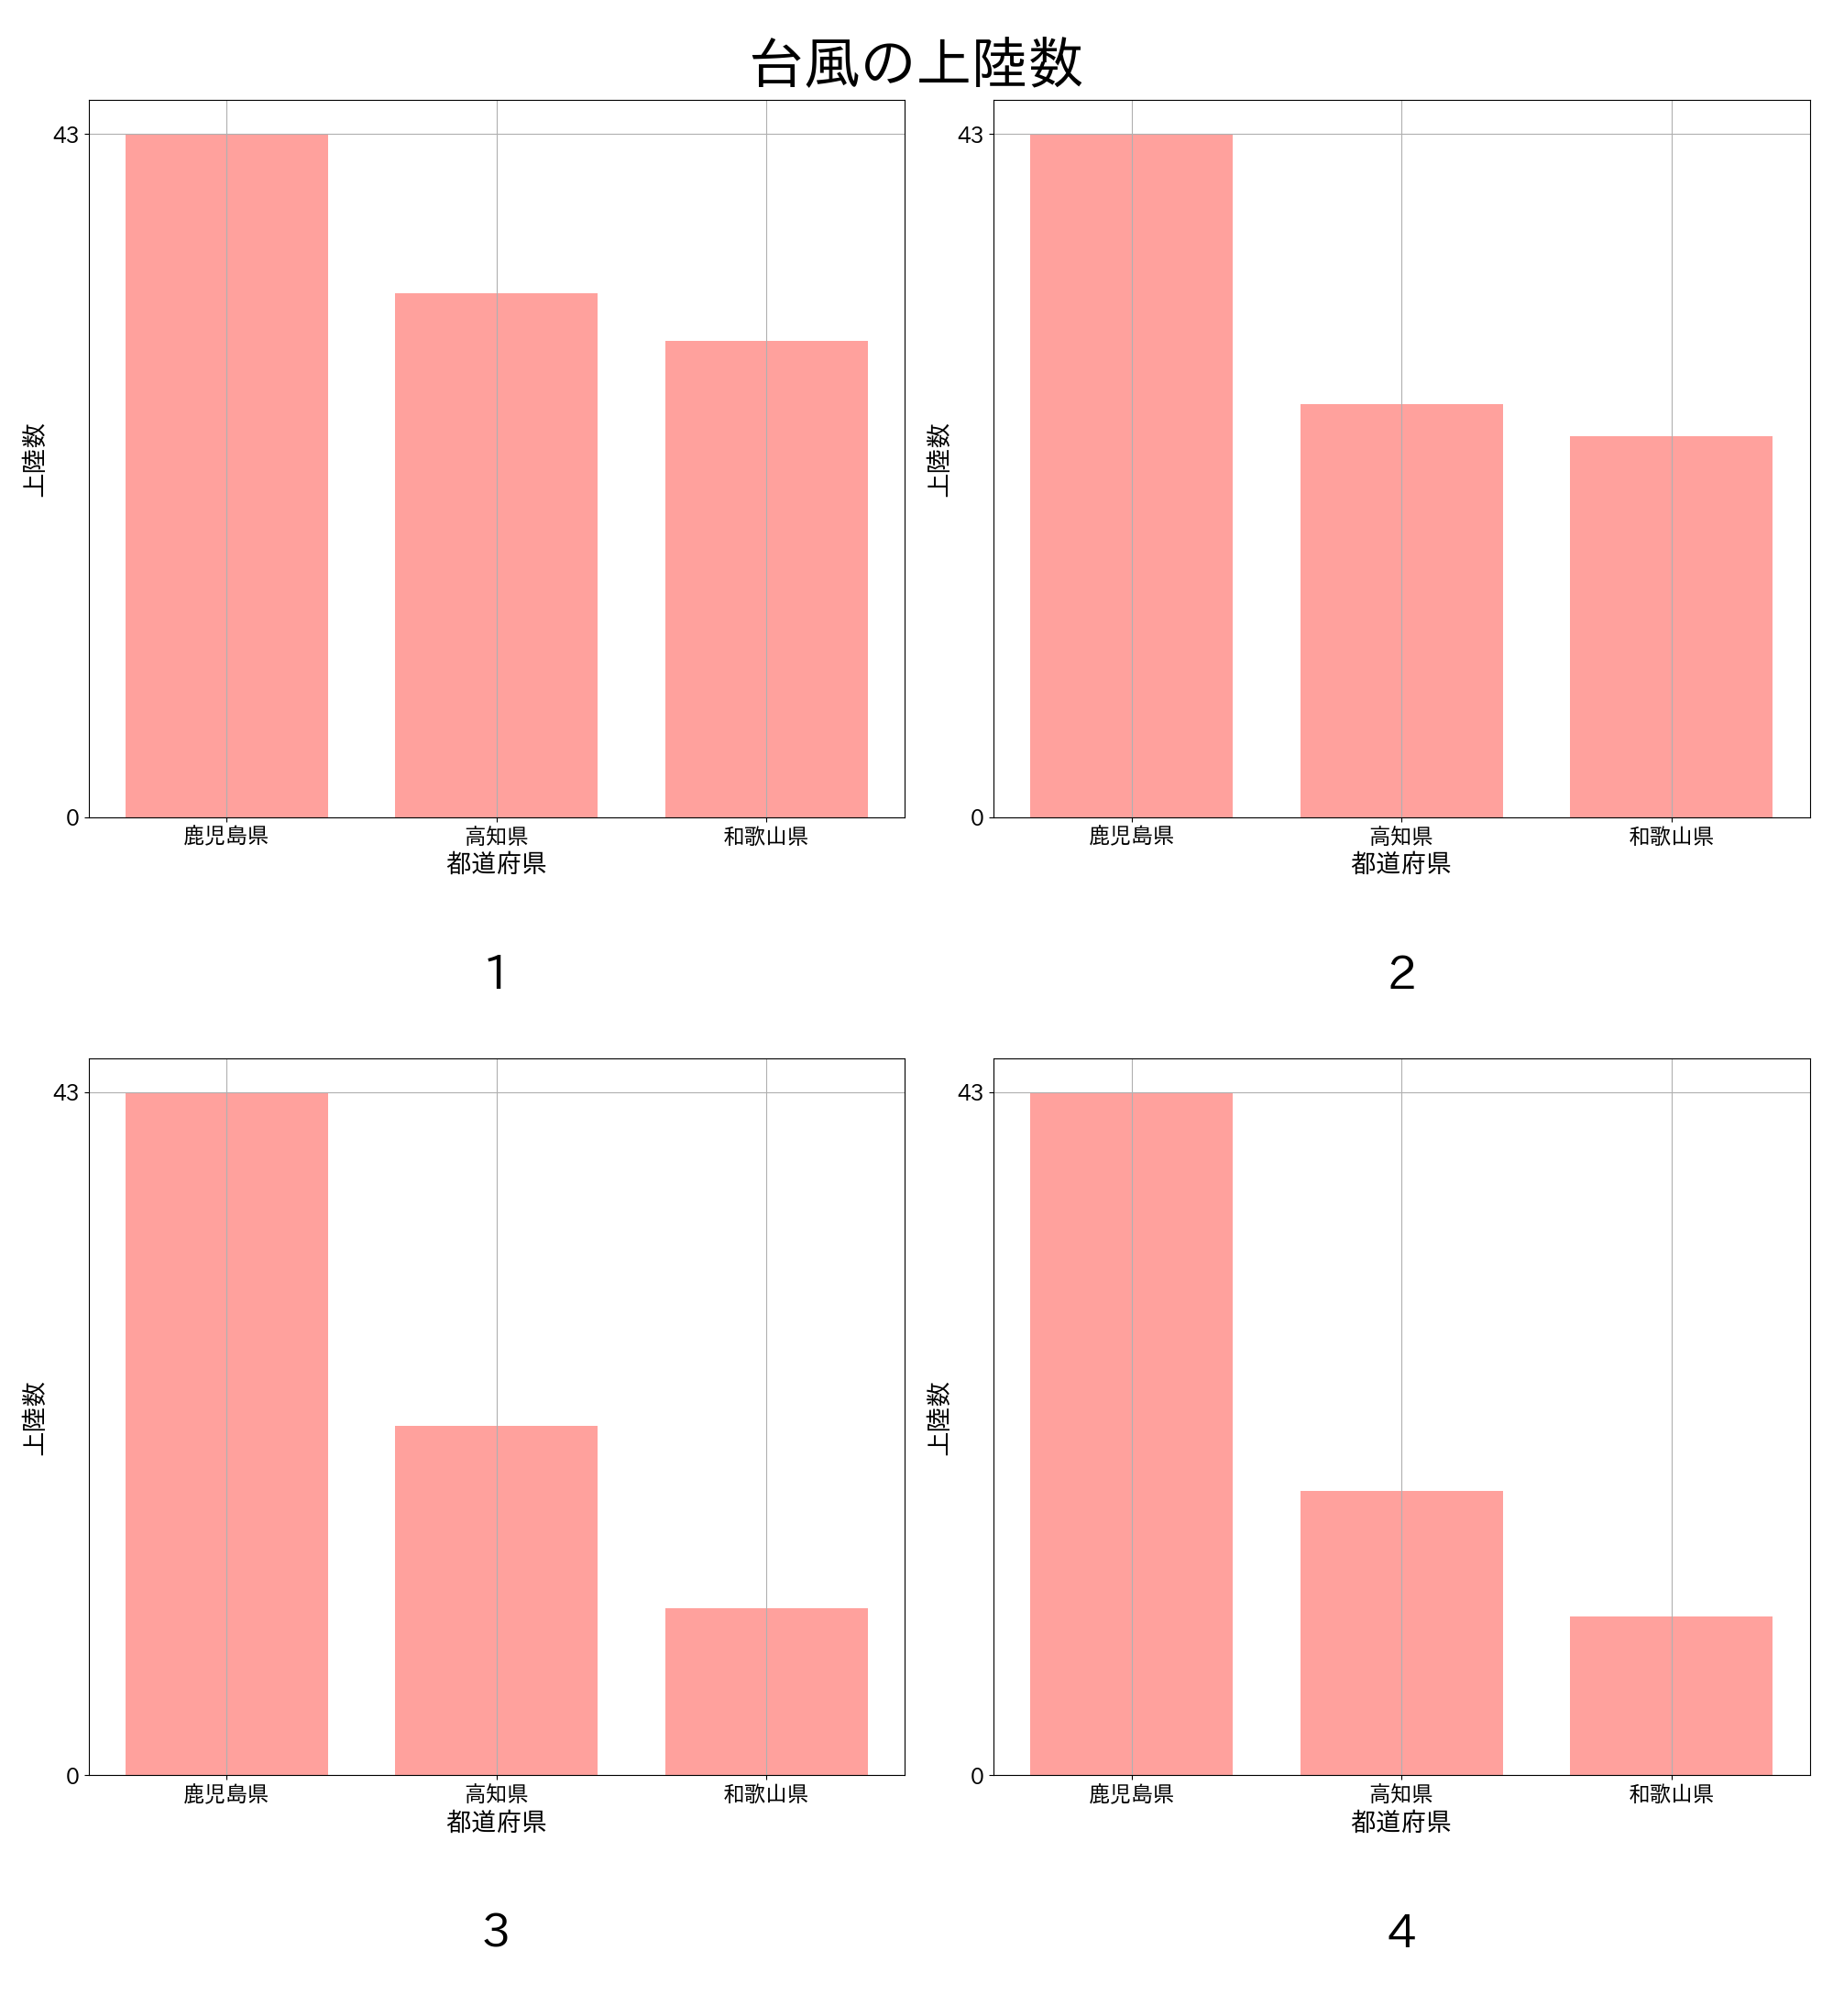 台風の上陸数
43
0
上陸数
鹿児島県 高知県 和歌山県
都道府県
1
43
0
上陸数
鹿児島県 高知県 和歌山県
都道府県
2
43
0
上陸数
鹿児島県 高知県 和歌山県
都道府県
3
43
0
上陸数
鹿児島県 高知県 和歌山県
都道府県
4